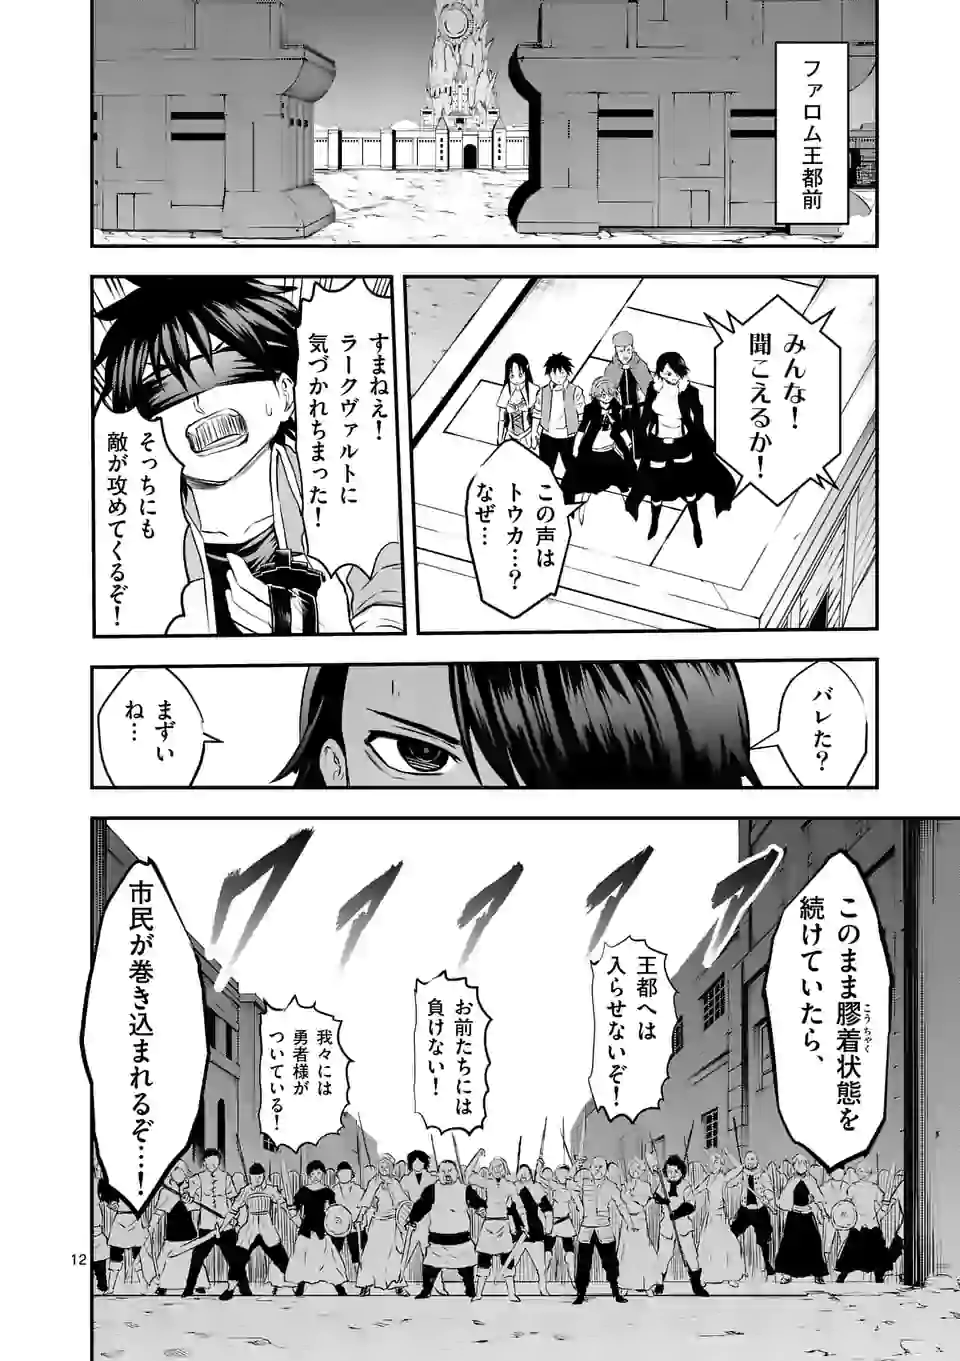 ファロム王都前
みんな!
聞こえるか!
この声は
トウカ…?
なぜ…
すまねえ!
ラークヴァルトに
気づかれちまった!
そっちにも
敵が攻めてくるぞ!
バレた?
まずい
ね…
このまま膠着状態を
こうちゃく
続けていたら、
王都へは
入らせないぞ!
お前たちには
負けない!
我々には
勇者様が
ついている!
市民が巻き込まれるぞ…!
12